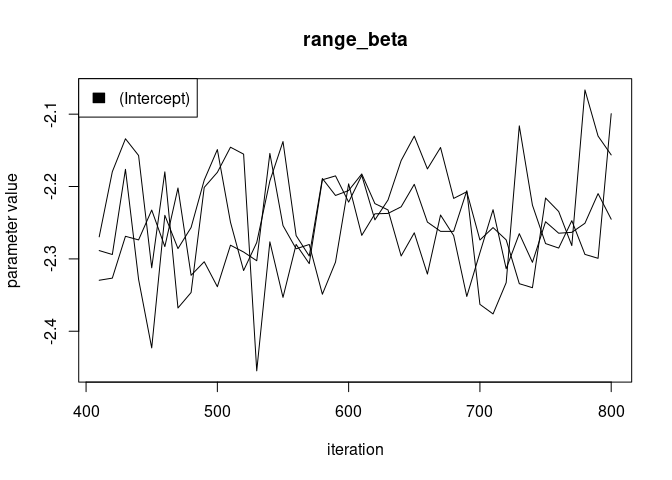 range_beta
(Intercept)
parameter value
-2.1
-2.2
-2.3
-2.4
400 500 600 700 800
iteration